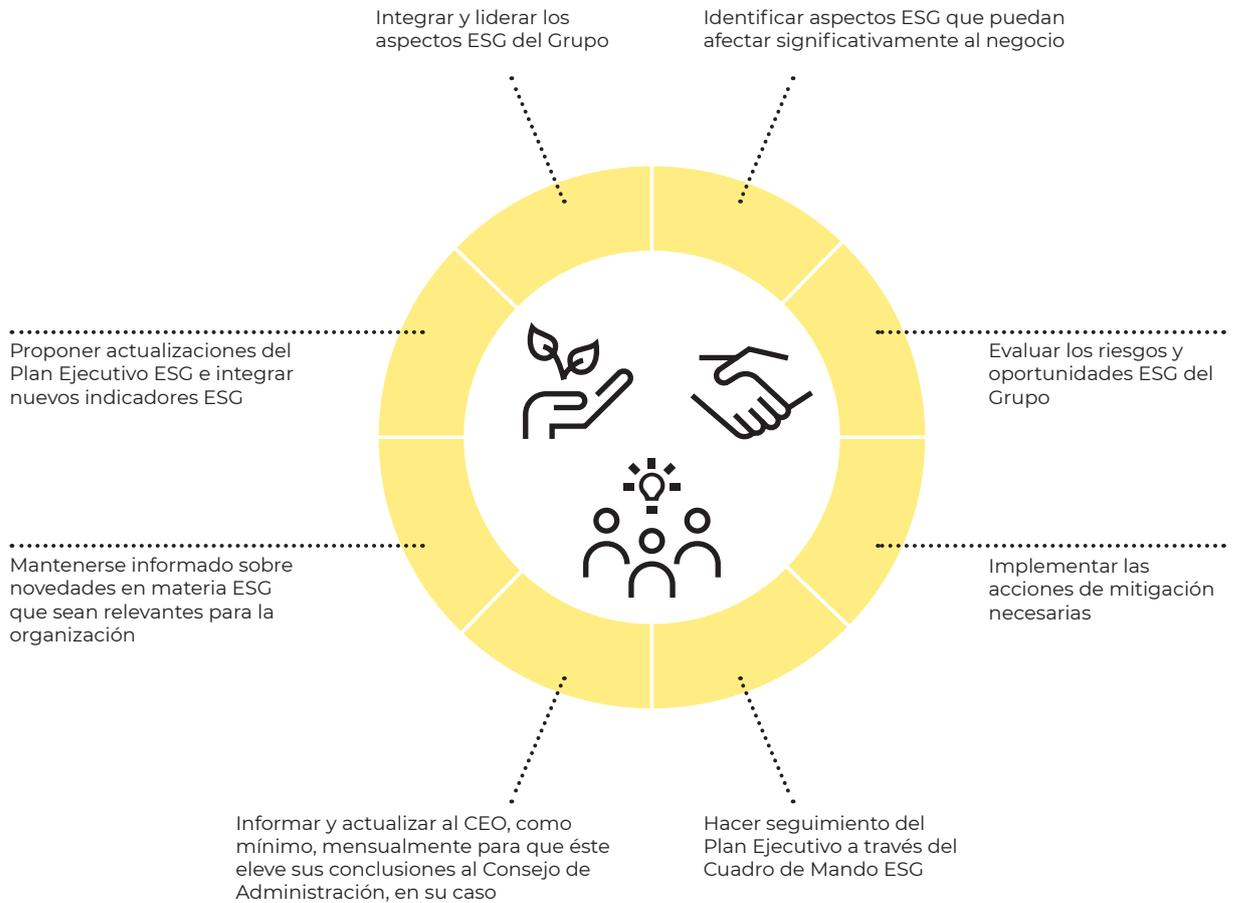 Integrar y liderar los
aspectos ESG del Grupo
Identificar aspectos ESG que puedan
afectar significativamente al negocio
Proponer actualizaciones del
Plan Ejecutivo ESG e integrar
nuevos indicadores ESG
Evaluar los riesgos y
oportunidades ESG del
Grupo
Mantenerse informado sobre
novedades en materia ESG
que sean relevantes para la
organización
Implementar las
acciones de mitigación
necesarias
Informar y actualizar al CEO, como
mínimo, mensualmente para que éste
eleve sus conclusiones al Consejo de
Administración, en su caso
Hacer seguimiento del
Plan Ejecutivo a través del
Cuadro de Mando ESG